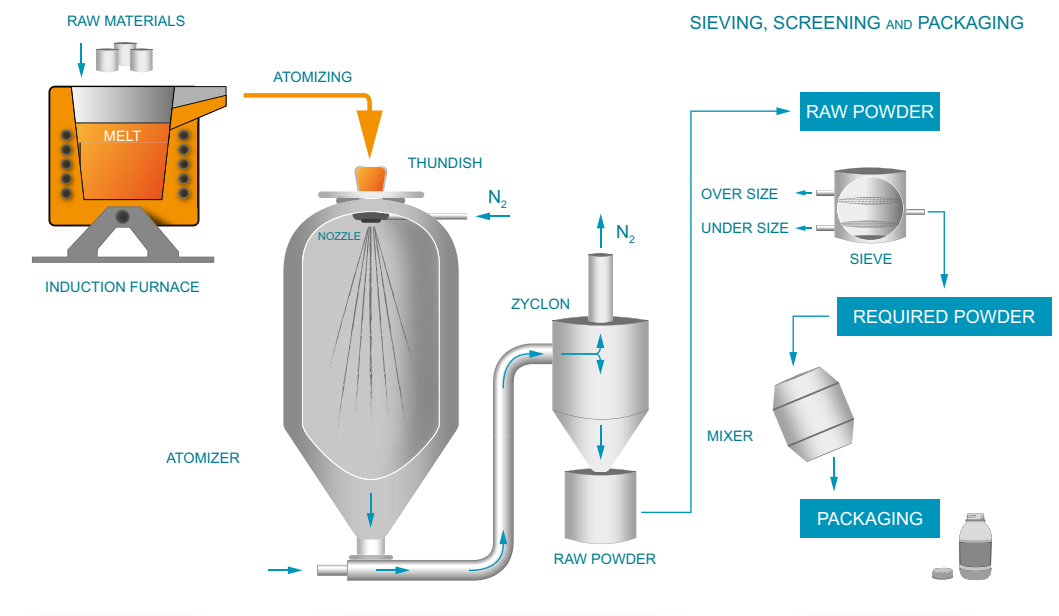 RAW MATERIALS
SIEVING, SCREENING AND PACKAGING
ATOMIZING
RAW POWDER
MELT
THUNDISH
N2
OVER SIZE
UNDER SIZE
NOZZLE
N2
SIEVE
INDUCTION FURNACE
ZYCLON
REQUIRED POWDER
MIXER
ATOMIZER
PACKAGING
RAW POWDER